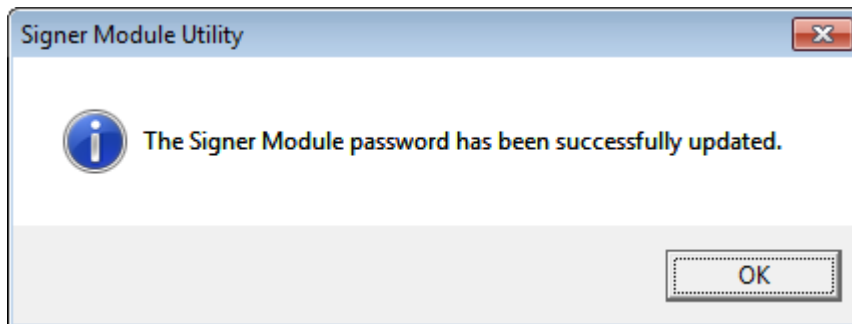 Signer Module Utility
The Signer Module password has been successfully updated.
OK